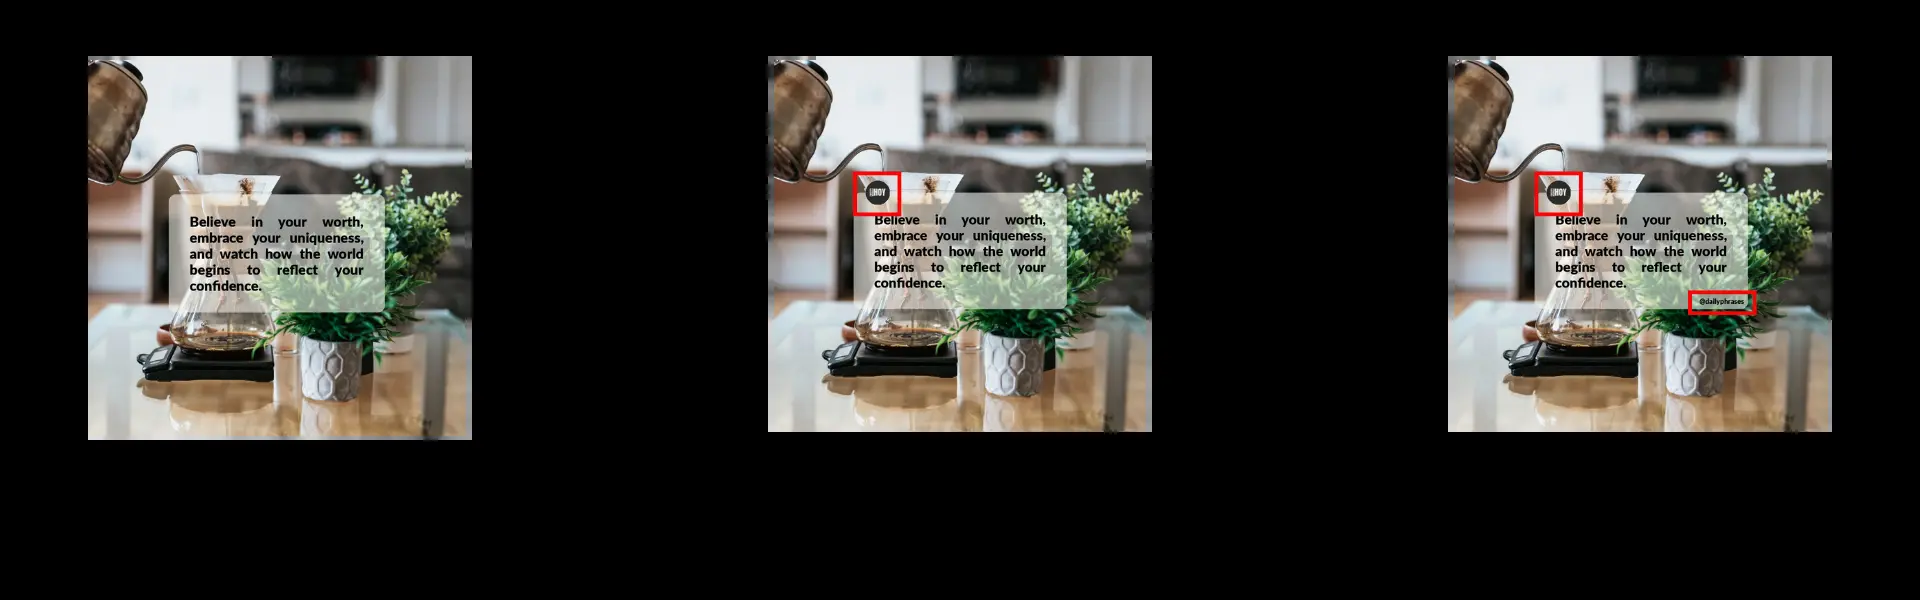 Believe in your worth,
embrace your uniqueness,
and watch how the world
begins to reflect your
confidence.
HOY
Believe in your worth,
embrace your uniqueness,
and watch how the world
begins to reflect your
confidence.
HOY
Believe in your worth,
embrace your uniqueness,
and watch how the world
begins to reflect your
confidence.
@dailyphrases